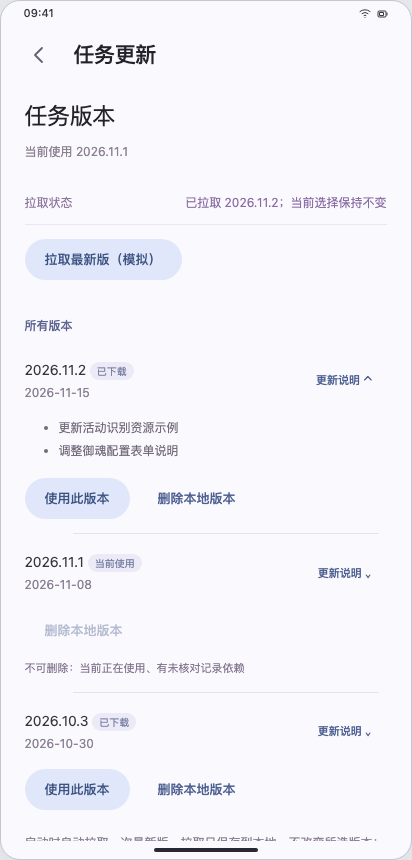 09:41
任务更新
任务版本
当前使用 2026.11.1
拉取状态 已拉取 2026.11.2；当前选择保持不变
拉取最新版（模拟）
所有版本
2026.11.2 已下载
更新说明
2026-11-15
更新活动识别资源示例
调整御魂配置表单说明
使用此版本 删除本地版本
2026.11.1 当前使用
更新说明
2026-11-08
删除本地版本
不可删除：当前正在使用、有未核对记录依赖
2026.10.3 已下载
更新说明
2026-10-30
使用此版本 删除本地版本